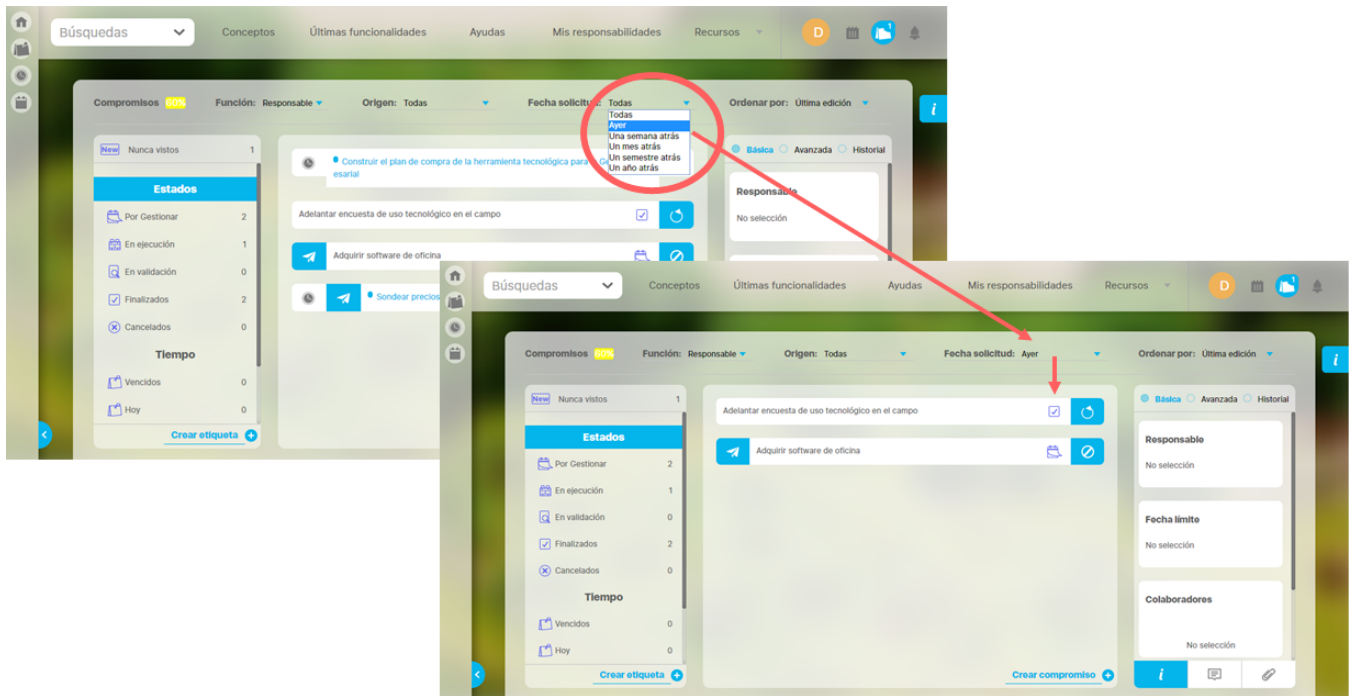 Búsquedas Conceptos Últimas funcionalidades Ayudas Mis responsabilidades Recursos D 1
Compromisos 60% Función: Responsable Origen: Todas Fecha solicitud: Todas Ordenar por: Última edición i
Todas
Ayer
Una semana atrás
Un mes atrás
Un semestre atrás
Un año atrás
New Nunca vistos 1
Estados
Por Gestionar 2
En ejecución 1
En validación 0
Finalizados 2
Cancelados 0
Tiempo
Vencidos 0
Hoy 0
Crear etiqueta
Construir el plan de compra de la herramienta tecnológica para
esarial
Adelantar encuesta de uso tecnológico en el campo
Adquirir software de oficina
Sondear precios
Básica Avanzada Historial
Responsable
No selección
Búsquedas Conceptos Últimas funcionalidades Ayudas Mis responsabilidades Recursos D 1
Compromisos 60% Función: Responsable Origen: Todas Fecha solicitud: Ayer Ordenar por: Última edición i
New Nunca vistos 1
Estados
Por Gestionar 2
En ejecución 1
En validación 0
Finalizados 2
Cancelados 0
Tiempo
Vencidos 0
Hoy 0
Crear etiqueta
Adelantar encuesta de uso tecnológico en el campo
Adquirir software de oficina
Crear compromiso
Básica Avanzada Historial
Responsable
No selección
Fecha límite
No selección
Colaboradores
No selección
i